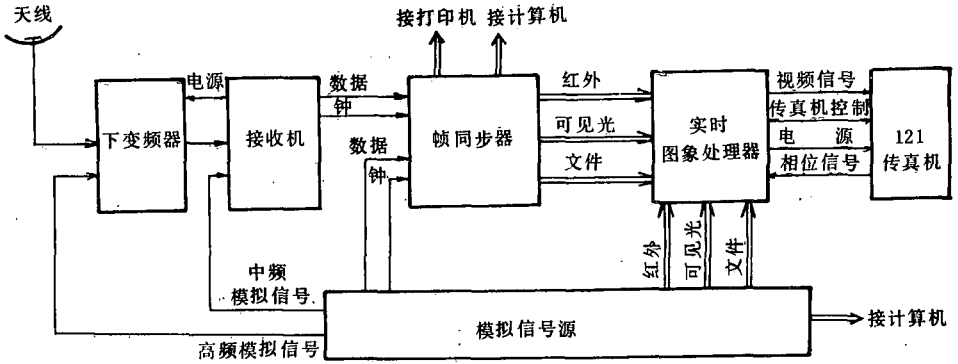 天线
接打印机 接计算机
电源
数据
钟
红外
视频信号
传真机控制
下变频器
接收机
帧同步器
可见光
实时
图象处理器
电 源
121
传真机
数据
钟
文件
相位信号
红外
可见光
文件
中频
模拟信号
模拟信号源
接计算机
高频模拟信号